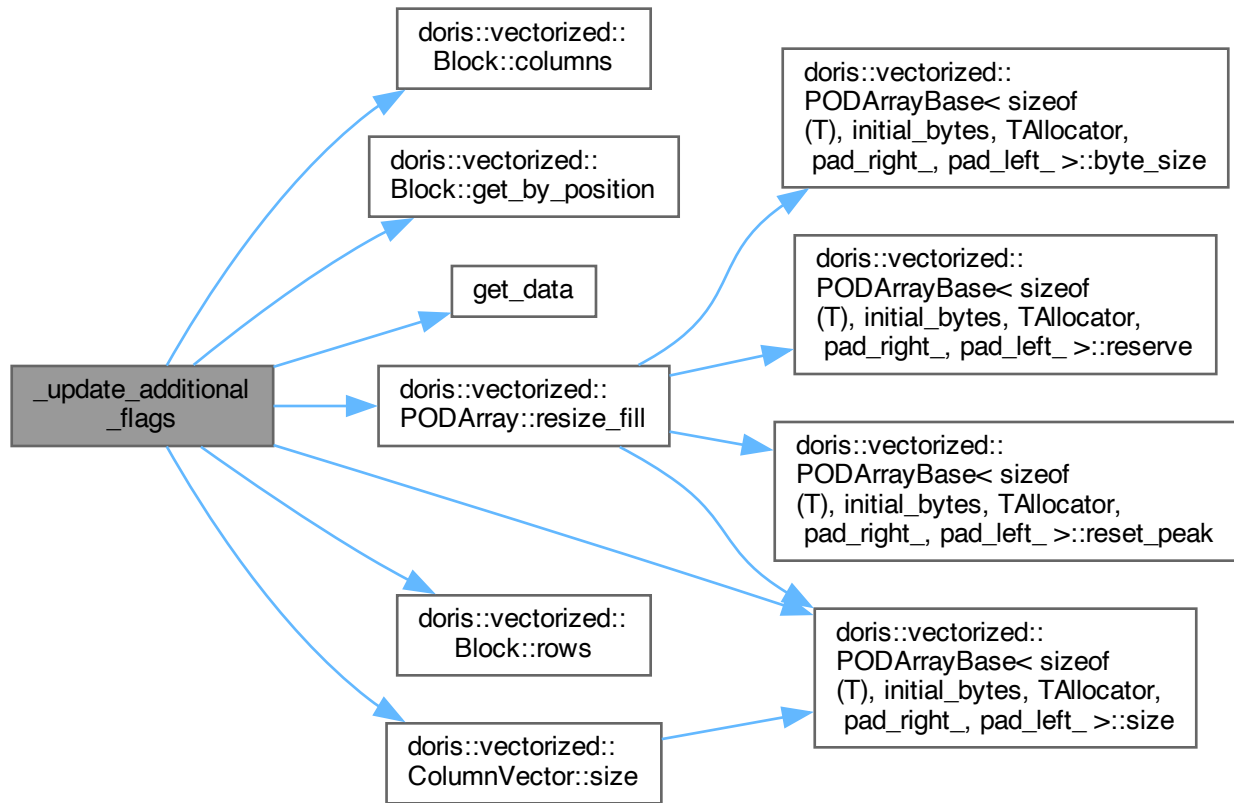 doris::vectorized::
Block::columns
doris::vectorized::
Block::get_by_position
get_data
_update_additional
_flags
doris::vectorized::
PODArray::resize_fill
doris::vectorized::
Block::rows
doris::vectorized::
ColumnVector::size
doris::vectorized::
PODArrayBase< sizeof
(T), initial_bytes, TAllocator,
pad_right_, pad_left_ >::byte_size
doris::vectorized::
PODArrayBase< sizeof
(T), initial_bytes, TAllocator,
pad_right_, pad_left_ >::reserve
doris::vectorized::
PODArrayBase< sizeof
(T), initial_bytes, TAllocator,
pad_right_, pad_left_ >::reset_peak
doris::vectorized::
PODArrayBase< sizeof
(T), initial_bytes, TAllocator,
pad_right_, pad_left_ >::size